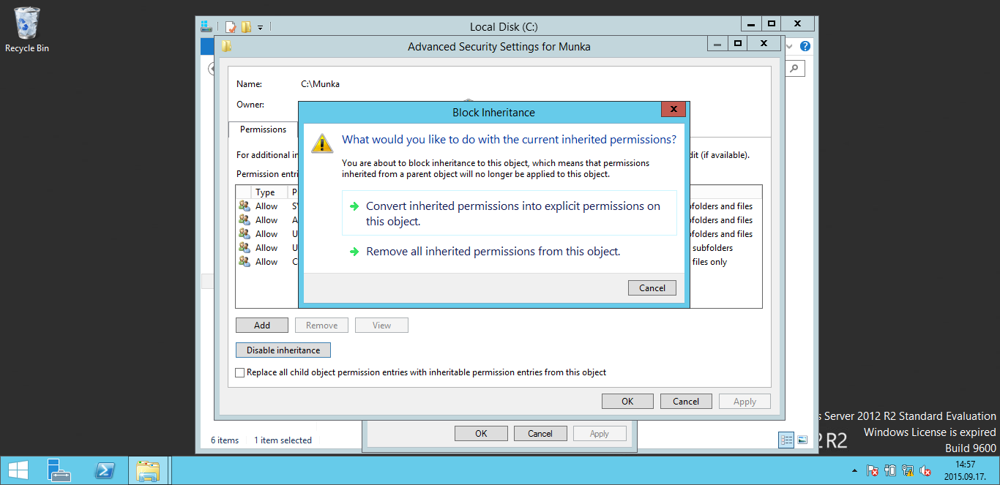 Recycle Bin
Local Disk (C:)
Advanced Security Settings for Munka
Name: C:\Munka
Owner:
Permissions
For additional in
dit (if available).
Permission entri
Type P
Allow SY
folders and files
Allow A
folders and files
Allow U
folders and files
Allow U
subfolders
Allow C
files only
Block Inheritance
X
What would you like to do with the current inherited permissions?
You are about to block inheritance to this object, which means that permissions
inherited from a parent object will no longer be applied to this object.
Convert inherited permissions into explicit permissions on
this object.
Remove all inherited permissions from this object.
Cancel
Add Remove View
Disable inheritance
Replace all child object permission entries with inheritable permission entries from this object
OK Cancel Apply
OK Cancel Apply
6 items 1 item selected
s Server 2012 R2 Standard Evaluation
Windows License is expired
Build 9600
2 R2
14:57
2015.09.17.